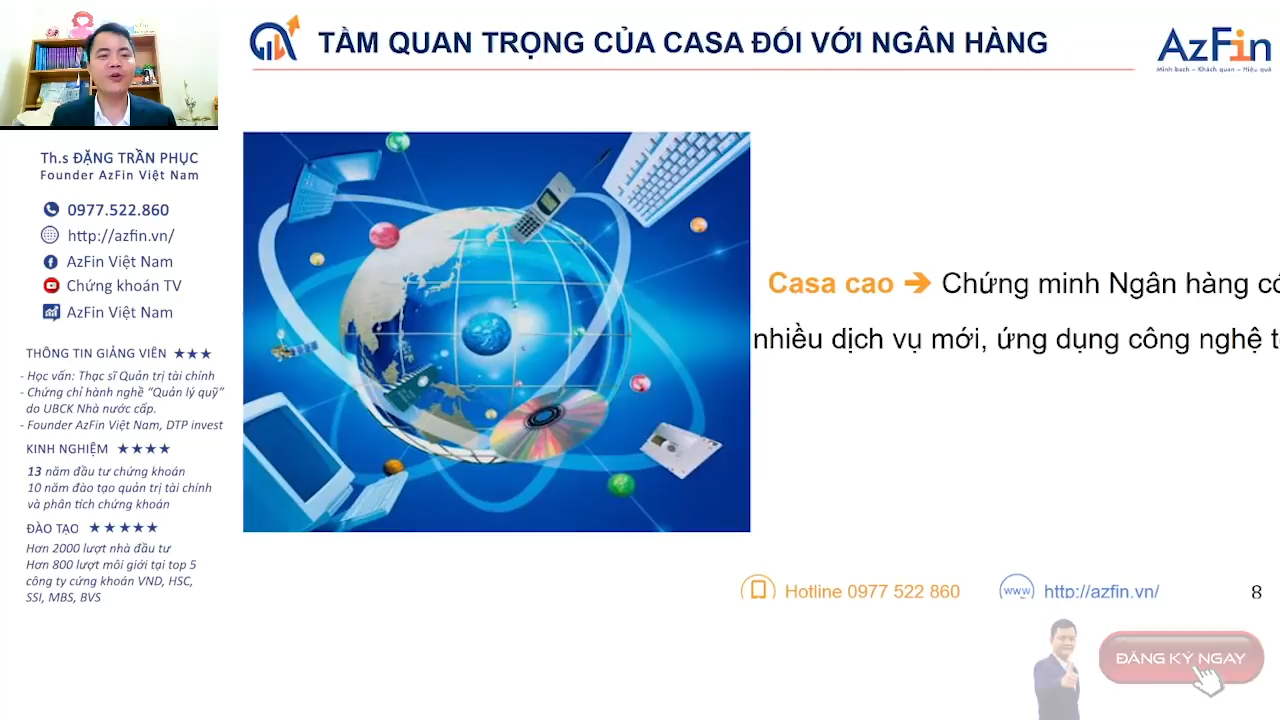 TẦM QUAN TRỌNG CỦA CASA ĐỐI VỚI NGÂN HÀNG
AzFin
Minh bạch – Khách quan – Hiệu quả
Th.s ĐẶNG TRẦN PHỤC
Founder AzFin Việt Nam
0977.522.860
http://azfin.vn/
AzFin Việt Nam
Chứng khoán TV
AzFin Việt Nam
THÔNG TIN GIẢNG VIÊN ★★★
- Học vấn: Thạc sĩ Quản trị tài chính
- Chứng chỉ hành nghề “Quản lý quỹ”
do UBCK Nhà nước cấp.
- Founder AzFin Việt Nam, DTP invest
KINH NGHIỆM ★★★★
13 năm đầu tư chứng khoán
10 năm đào tạo quản trị tài chính
và phân tích chứng khoán
ĐÀO TẠO ★★★★★
Hơn 2000 lượt nhà đầu tư
Hơn 800 lượt môi giới tại top 5
công ty cứng khoán VND, HSC,
SSI, MBS, BVS
Casa cao ➔ Chứng minh Ngân hàng có
nhiều dịch vụ mới, ứng dụng công nghệ
Hotline 0977 522 860
www http://azfin.vn/
8
ĐĂNG KÝ NGAY